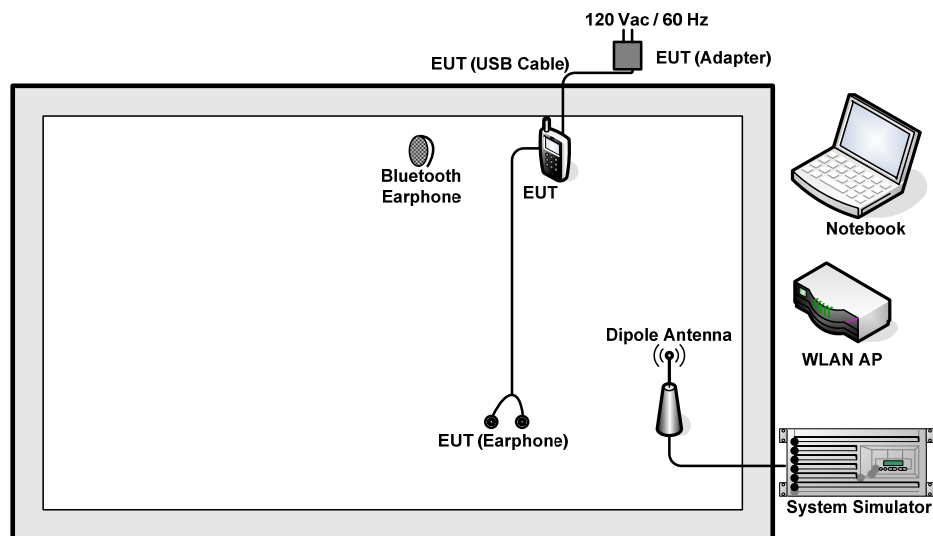 120 Vac / 60 Hz
EUT (USB Cable)
EUT (Adapter)
Bluetooth
Earphone
EUT
Notebook
WLAN AP
Dipole Antenna
EUT (Earphone)
System Simulator